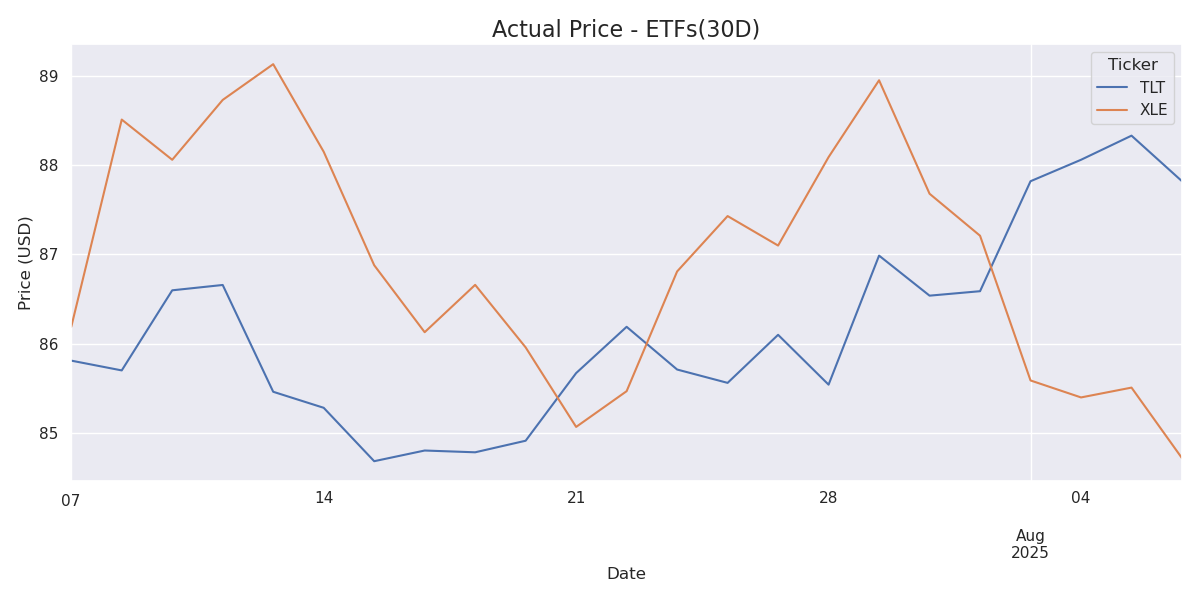 Actual Price - ETFs(30D)
Ticker
TLT
XLE
89
88
87
86
85
Price (USD)
07
14
21
28
04
Aug
2025
Date